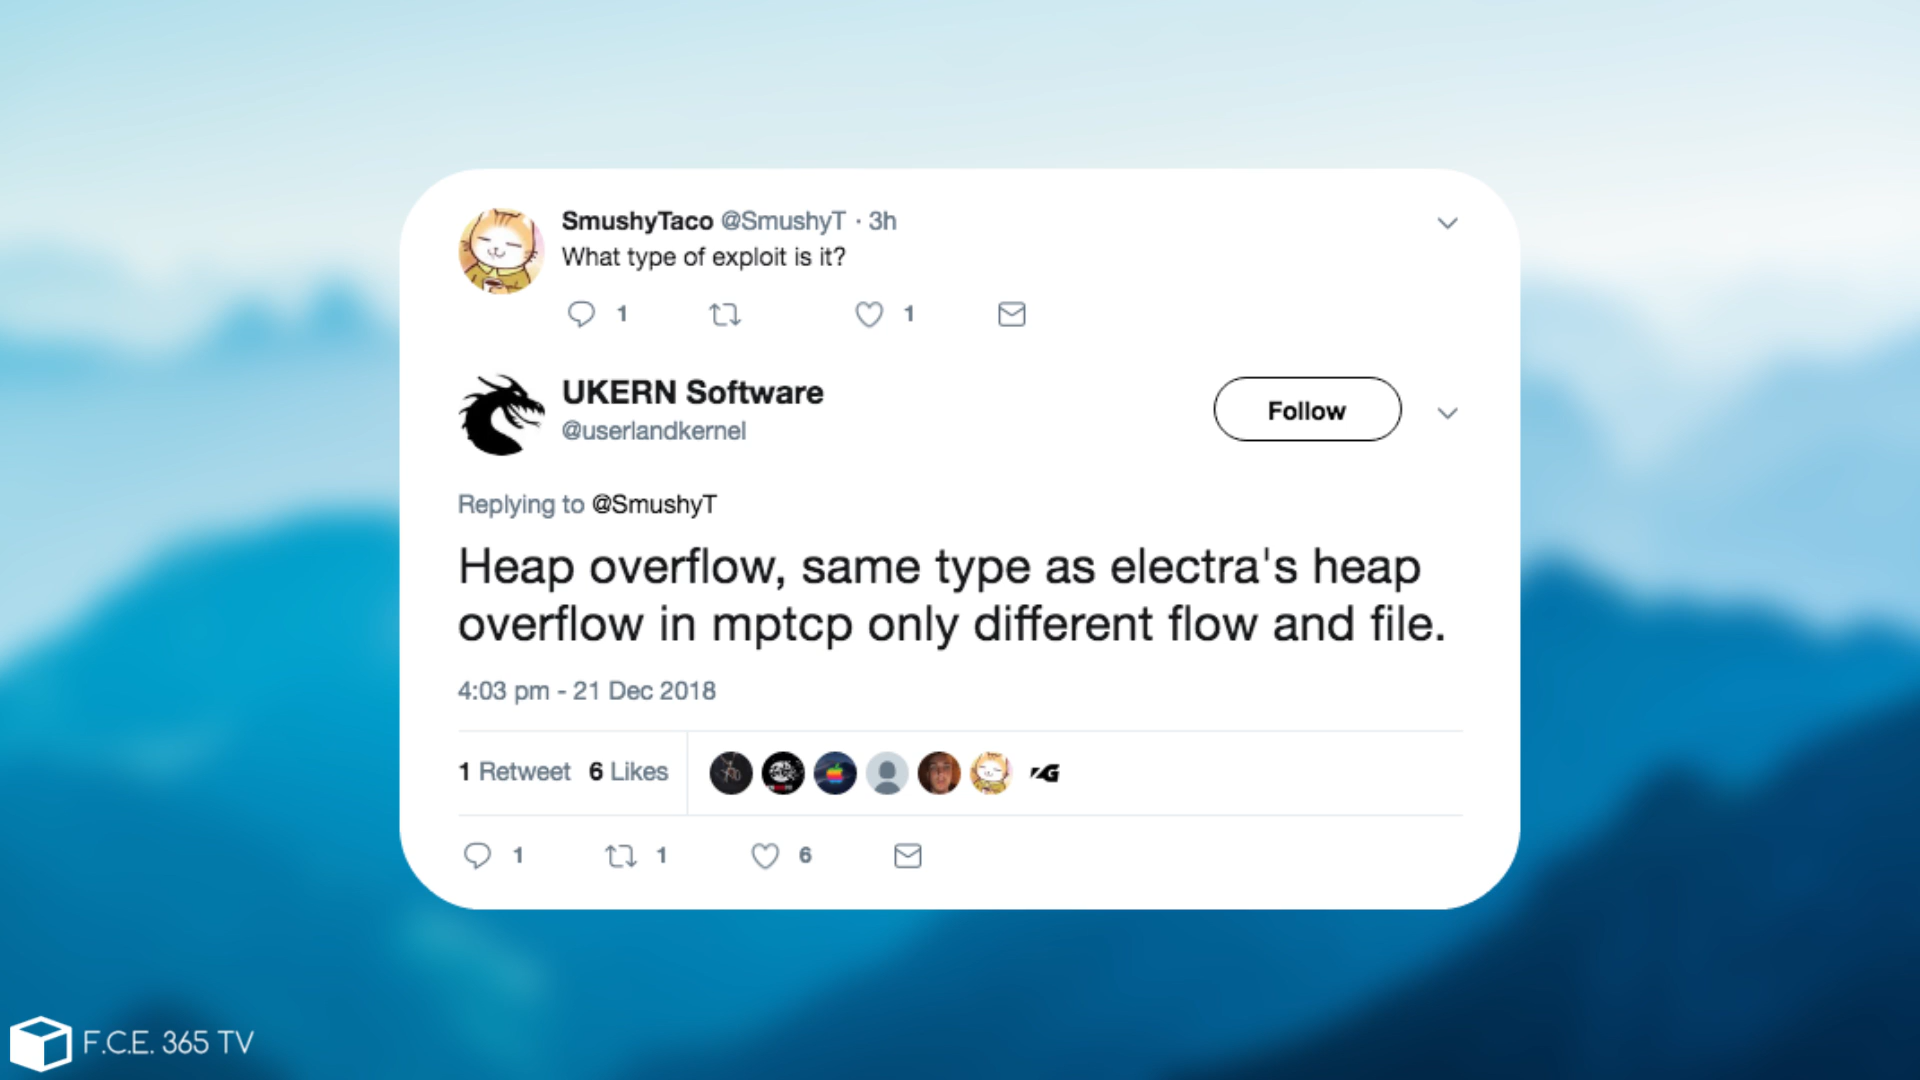 SmushyTaco @SmushyT · 3h
What type of exploit is it?
1 1
UKERN Software
@userlandkernel
Follow
Replying to @SmushyT
Heap overflow, same type as electra's heap
overflow in mptcp only different flow and file.
4:03 pm - 21 Dec 2018
1 Retweet 6 Likes
1 1 6
F.C.E. 365 TV